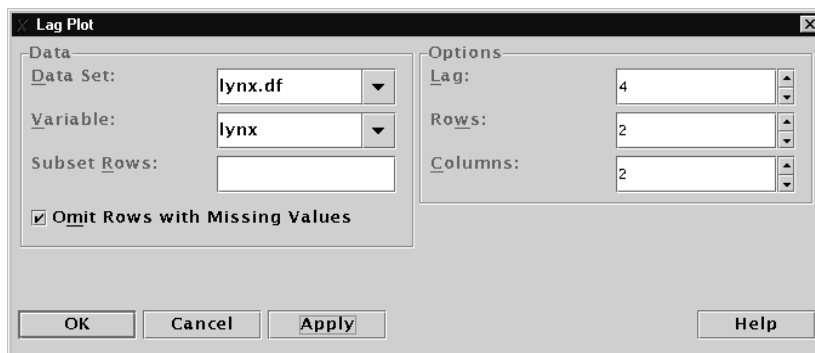 Lag Plot
Data
Data Set:
lynx.df
Variable:
lynx
Subset Rows:
Omit Rows with Missing Values
Options
Lag:
4
Rows:
2
Columns:
2
OK
Cancel
Apply
Help